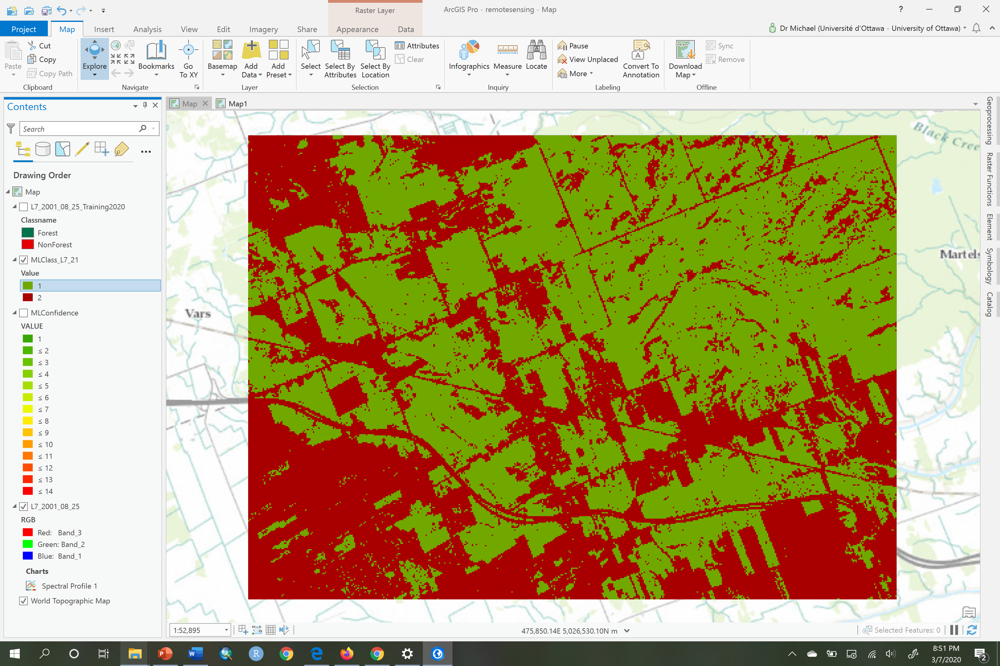 Raster Layer
ArcGIS Pro - remotesensing - Map
?
Project Map Insert Analysis View Edit Imagery Share Appearance Data
Dr Michael (Université d'Ottawa - University of Ottawa)
Paste
Cut
Copy
Copy Path
Clipboard
Explore
Bookmarks
Go To XY
Navigate
Basemap
Add Data
Add Preset
Layer
Select
Select By Attributes
Select By Location
Attributes
Clear
Selection
Infographics
Measure
Locate
Inquiry
Pause
View Unplaced
More
Convert To Annotation
A
Labeling
Download Map
Sync
Remove
Offline
Contents
Search
Drawing Order
Map
L7_2001_08_25_Training2020
Classname
Forest
NonForest
MLClass_L7_21
Value
1
2
MLConfidence
VALUE
1
≤ 2
≤ 3
≤ 4
≤ 5
≤ 6
≤ 7
≤ 8
≤ 9
≤ 10
≤ 11
≤ 12
≤ 13
≤ 14
L7_2001_08_25
RGB
Red: Band_3
Green: Band_2
Blue: Band_1
Charts
Spectral Profile 1
World Topographic Map
Map
Map1
Black Cree
Martels
Vars
Geoprocessing
Raster Functions
Element
Symbology
Catalog
1:52,895
N
475,850.14E 5,026,530.10N m
Selected Features: 0
P
W
R
8:51 PM
3/7/2020
2